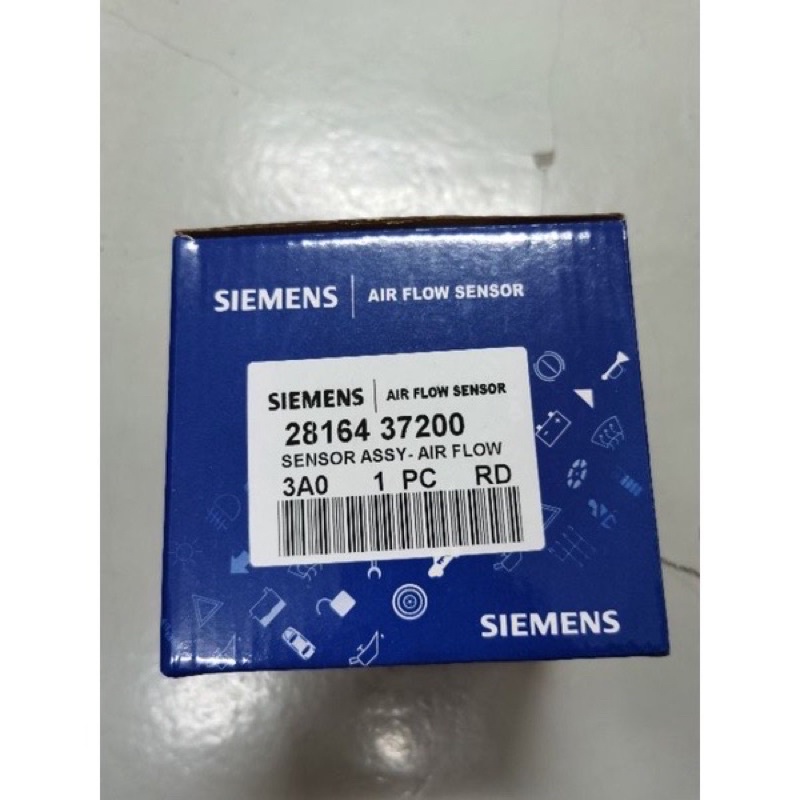 SIEMENS | AIR FLOW SENSOR
SIEMENS | AIR FLOW SENSOR
28164 37200
SENSOR ASSY- AIR FLOW
3A0 1 PC RD
SIEMENS